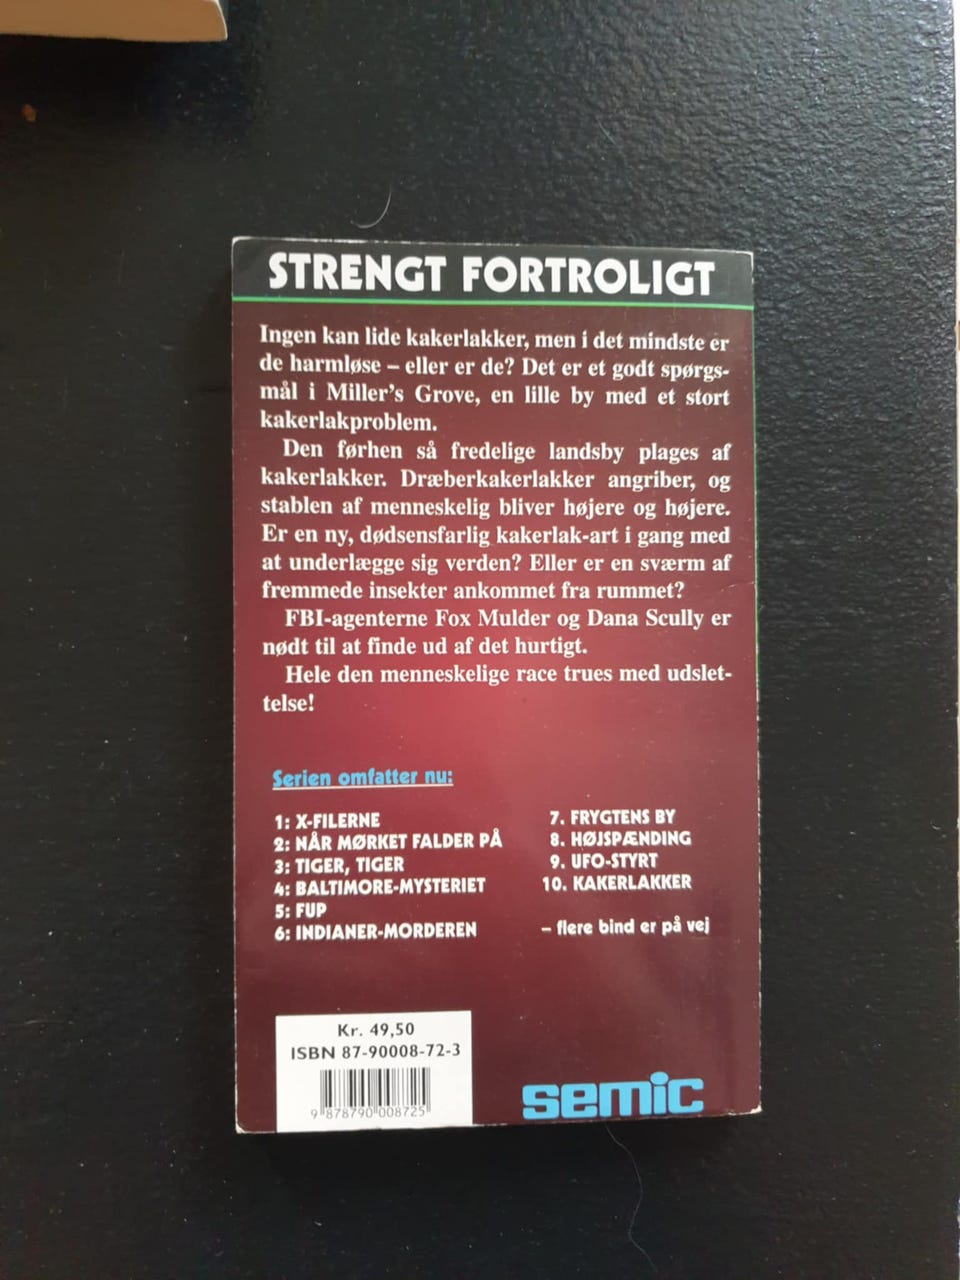 STRENGT FORTROLIGT
Ingen kan lide kakerlakker, men i det mindste er
de harmløse – eller er de? Det er et godt spørgs-
mål i Miller's Grove, en lille by med et stort
kakerlakproblem.
Den førhen så fredelige landsby plages af
kakerlakker. Dræberkakerlakker angriber, og
stablen af menneskelig bliver højere og højere.
Er en ny, dødsensfarlig kakerlak-art i gang med
at underlægge sig verden? Eller er en sværm af
fremmede insekter ankommet fra rummet?
FBI-agenterne Fox Mulder og Dana Scully er
nødt til at finde ud af det hurtigt.
Hele den menneskelige race trues med udslet-
telse!
Serien omfatter nu:
1: X-FILERNE
2: NÅR MØRKET FALDER PÅ
3: TIGER, TIGER
4: BALTIMORE-MYSTERIET
5: FUP
6: INDIANER-MORDEREN
7. FRYGTENS BY
8. HØJSPÆNDING
9. UFO-STYRT
10. KAKERLAKKER
– flere bind er på vej
Kr. 49,50
ISBN 87-90008-72-3
9 878790 008725
semic